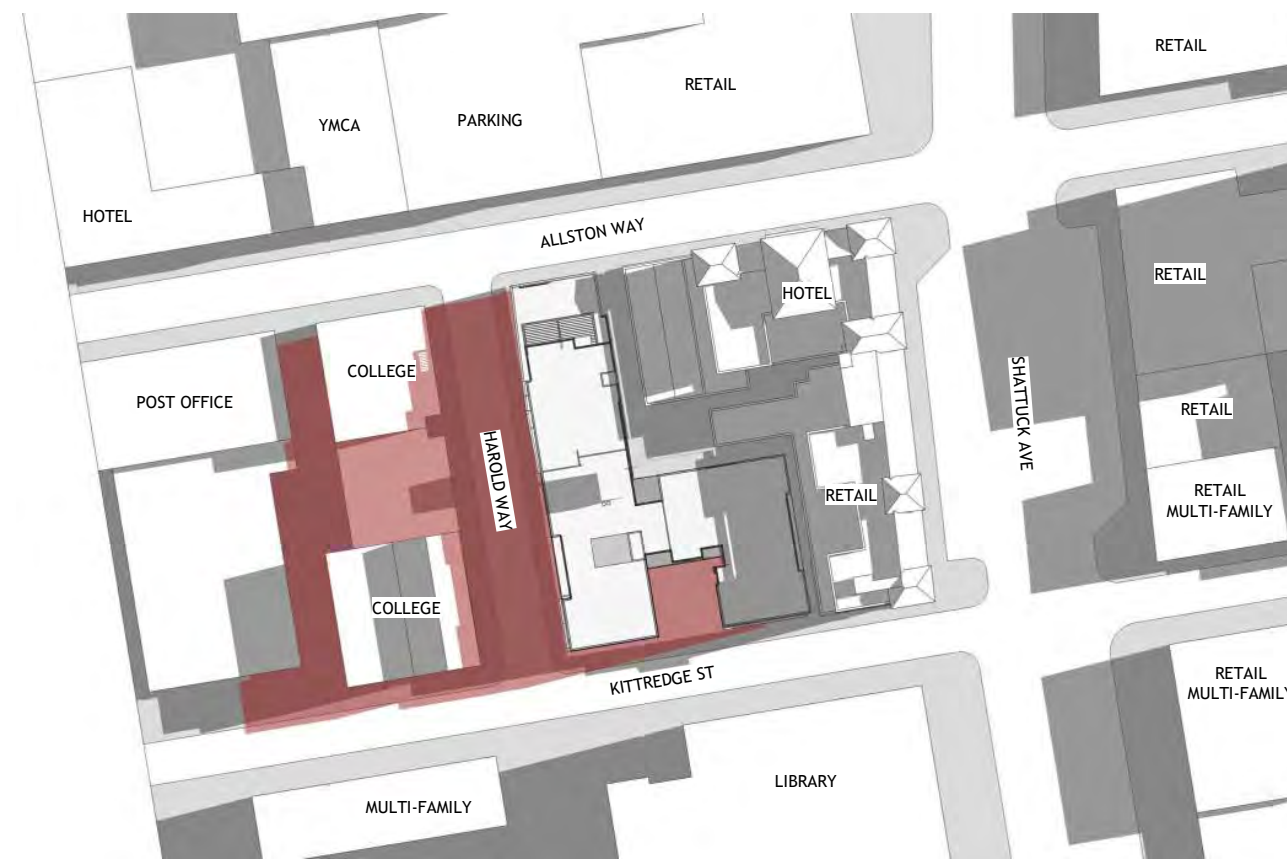 RETAIL
RETAIL
PARKING
YMCA
HOTEL
ALLSTON WAY
RETAIL
HOTEL
COLLEGE
POST OFFICE
SHATTUCK AVE
RETAIL
HAROLD WAY
RETAIL
RETAIL
MULTI-FAMILY
COLLEGE
KITTREDGE ST
RETAIL
MULTI-FAMILY
LIBRARY
MULTI-FAMILY